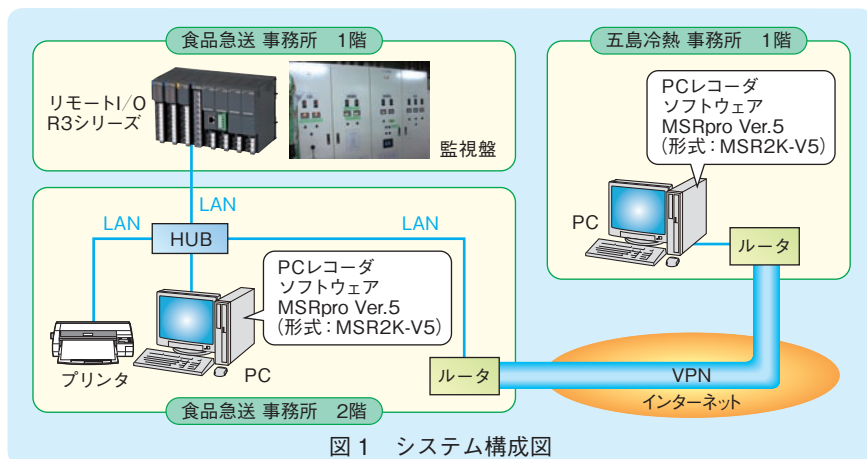 食品急送 事務所　1階
リモートI/O
R3シリーズ
監視盤
LAN
LAN
LAN
HUB
PCレコーダ
ソフトウェア
MSRpro Ver.5
(形式：MSR2K-V5)
プリンタ
PC
ルータ
食品急送 事務所　2階
五島冷熱 事務所　1階
PCレコーダ
ソフトウェア
MSRpro Ver.5
(形式：MSR2K-V5)
PC
ルータ
VPN
インターネット
図1　システム構成図